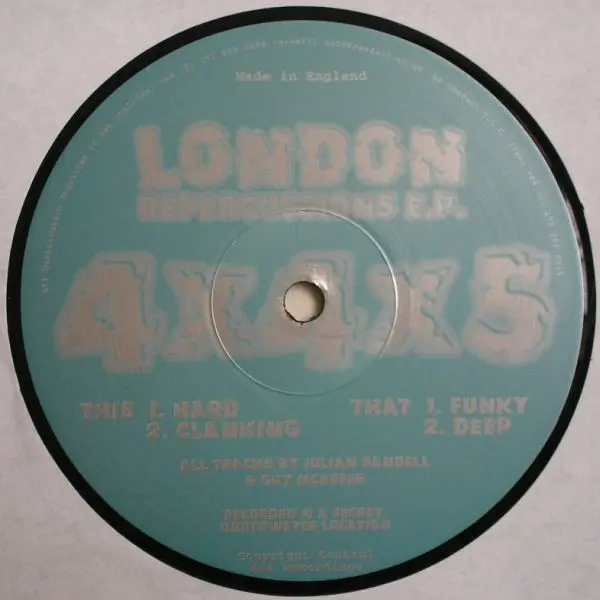 Made in England
LONDON
REPERCUSSIONS E.P.
4x4x5
THIS 1. HARD
2. CLANKING
THAT 1. FUNKY
2. DEEP
ALL TRACKS BY JULIAN SANDELL
& GUY MCAFFER
RECORDED @ A SECRET
UNDERWATER LOCATION
Copyright Control
Recordings